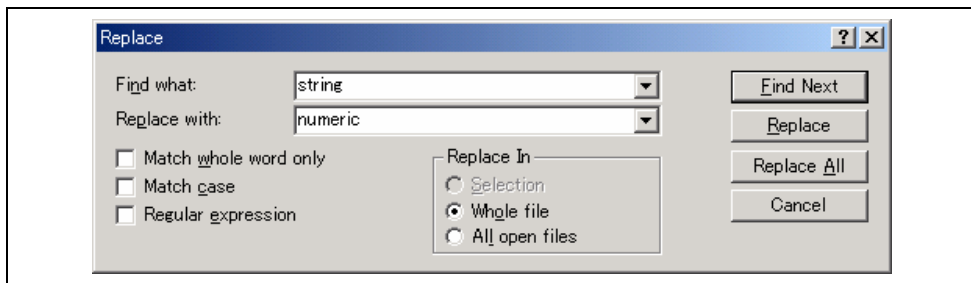 Replace
Find what: string
Replace with: numeric
Match whole word only
Match case
Regular expression
Replace In
Selection
Whole file
All open files
Find Next
Replace
Replace All
Cancel